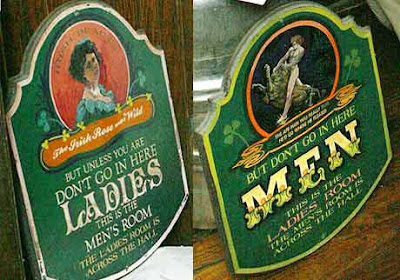 The Irish Rose and Wild
BUT UNLESS YOU ARE
DON'T GO IN HERE
LADIES
THIS IS THE
MEN'S ROOM
THE LADIES ROOM IS
ACROSS THE HALL
BUT DON'T GO IN HERE
MEN
THIS IS THE
LADIES ROOM
THE MEN'S ROOM IS
ACROSS THE HALL